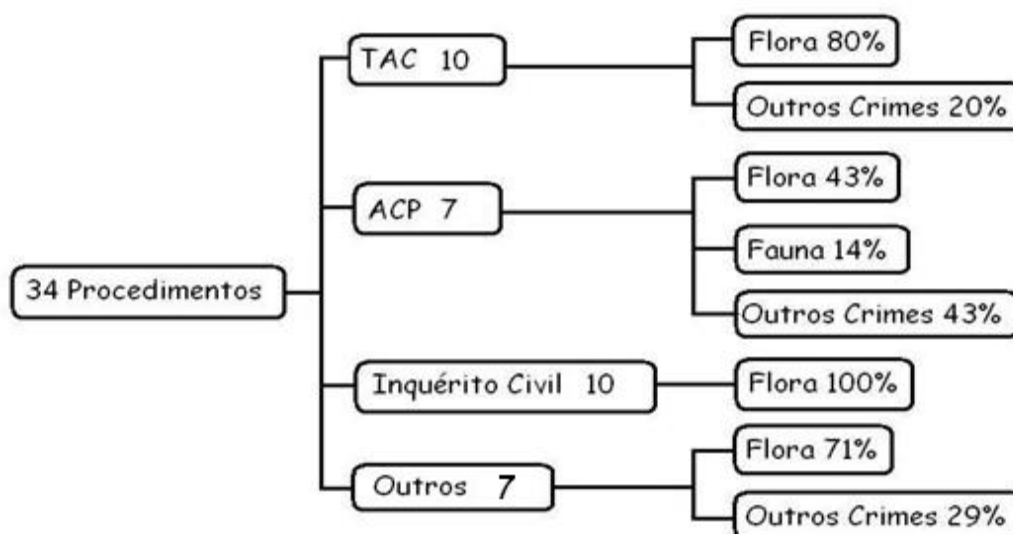 34 Procedimentos
TAC 10
Flora 80%
Outros Crimes 20%
ACP 7
Flora 43%
Fauna 14%
Outros Crimes 43%
Inquérito Civil 10
Flora 100%
Outros 7
Flora 71%
Outros Crimes 29%